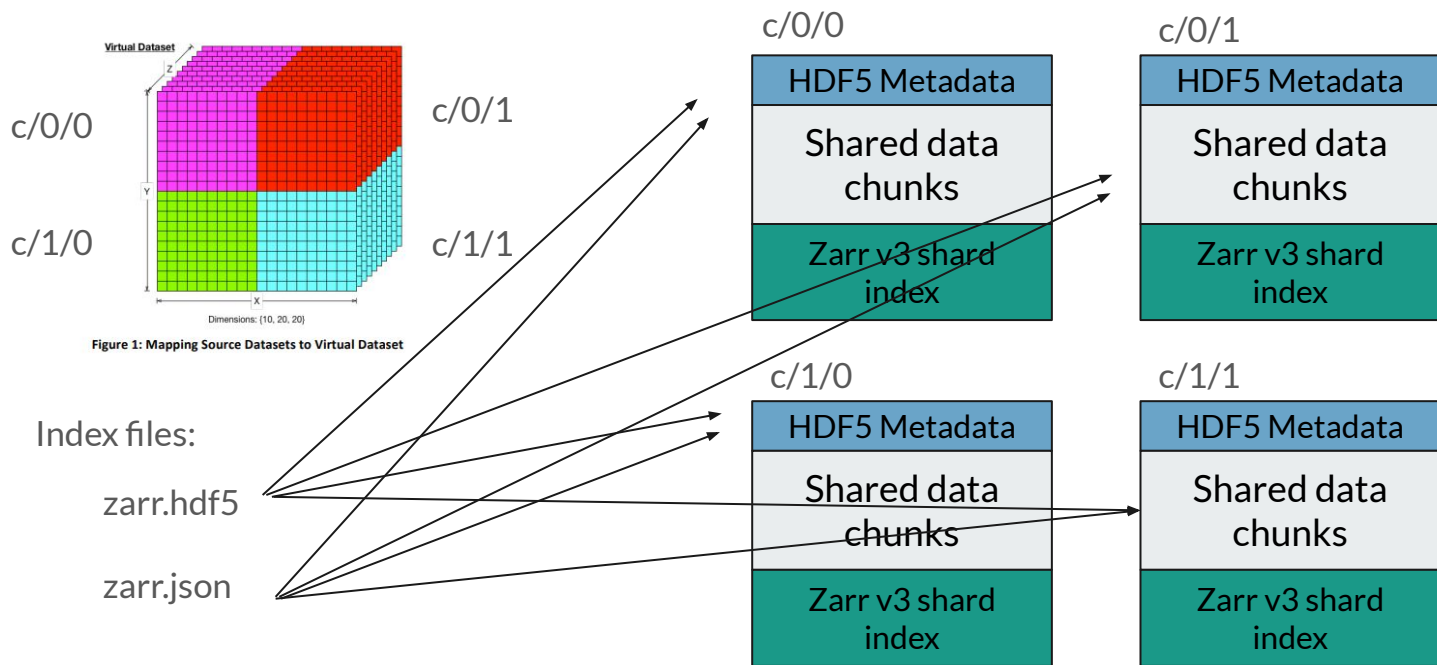 Virtual Dataset
Z
c/0/0
c/0/1
Y
c/1/0
c/1/1
X
Dimensions: {10, 20, 20}
Figure 1: Mapping Source Datasets to Virtual Dataset
Index files:
zarr.hdf5
zarr.json
c/0/0
HDF5 Metadata
Shared data
chunks
Zarr v3 shard
index
c/0/1
HDF5 Metadata
Shared data
chunks
Zarr v3 shard
index
c/1/0
HDF5 Metadata
Shared data
chunks
Zarr v3 shard
index
c/1/1
HDF5 Metadata
Shared data
chunks
Zarr v3 shard
index